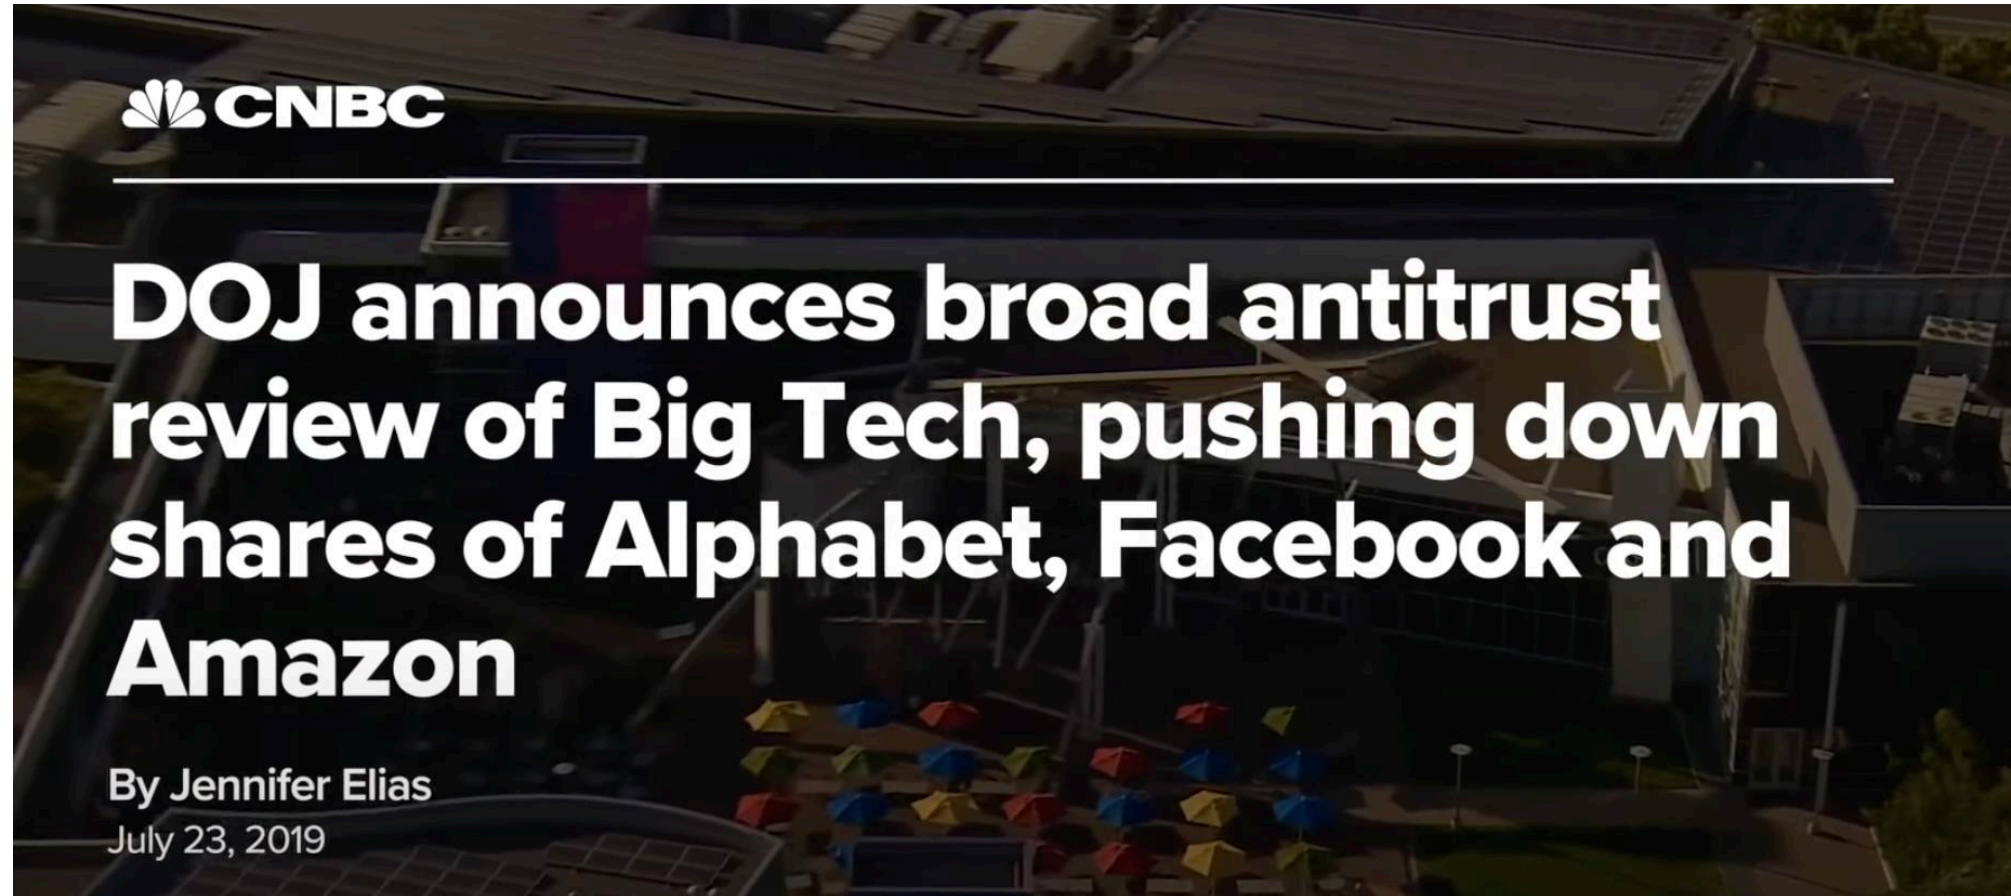 CNBC
DOJ announces broad antitrust
review of Big Tech, pushing down
shares of Alphabet, Facebook and
Amazon
By Jennifer Elias
July 23, 2019